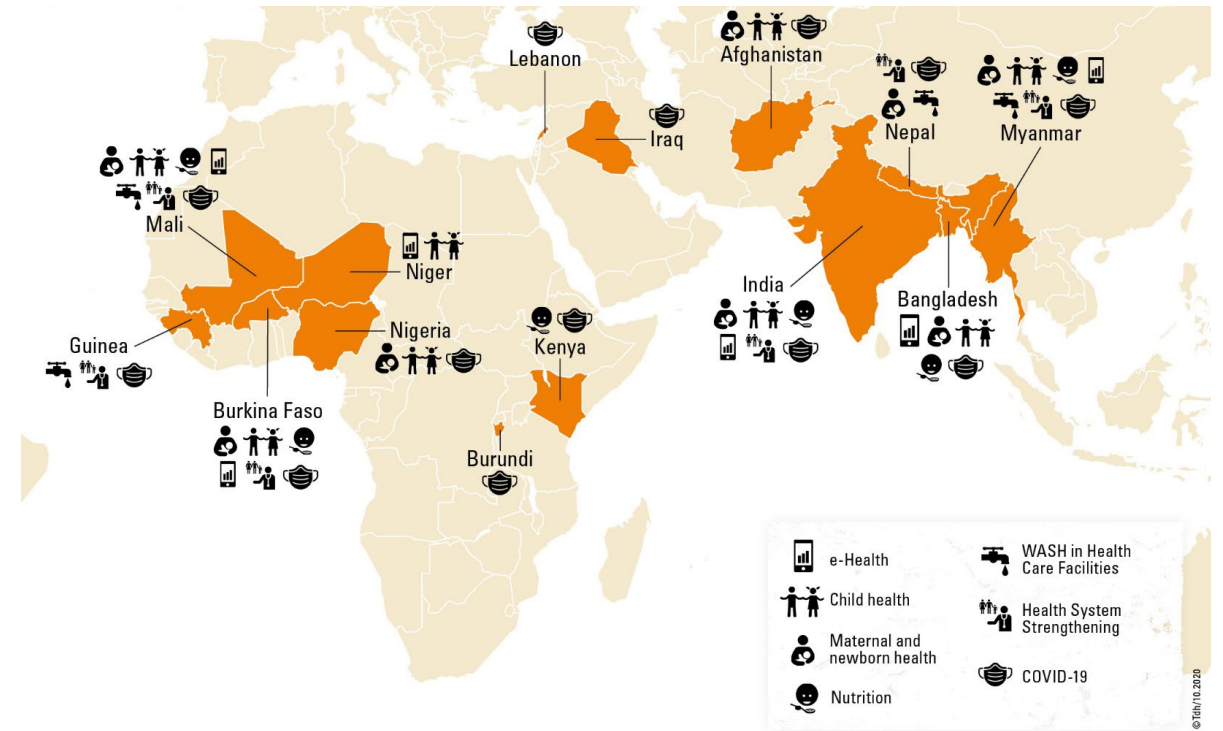 Lebanon
Afghanistan
Iraq
Nepal
Myanmar
Mali
Niger
India
Bangladesh
Guinea
Nigeria
Kenya
Burkina Faso
Burundi
e-Health
Child health
Maternal and
newborn health
Nutrition
WASH in Health
Care Facilities
Health System
Strengthening
COVID-19
©Tdh/10.2020